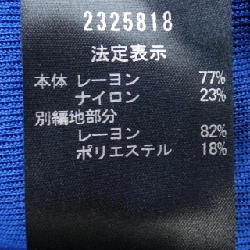 2325818
法定表示
本体 レーヨン 77%
ナイロン 23%
別編地部分
レーヨン 82%
ポリエステル 18%